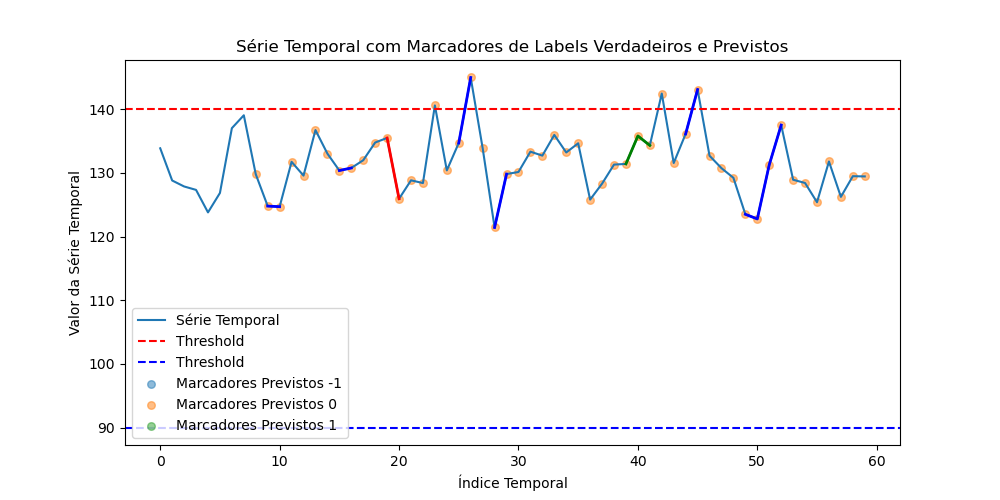 Série Temporal com Marcadores de Labels Verdadeiros e Previstos
Valor da Série Temporal
140
130
120
110
100
90
Série Temporal
Threshold
Threshold
Marcadores Previstos -1
Marcadores Previstos 0
Marcadores Previstos 1
0
10
20
30
40
50
60
Índice Temporal